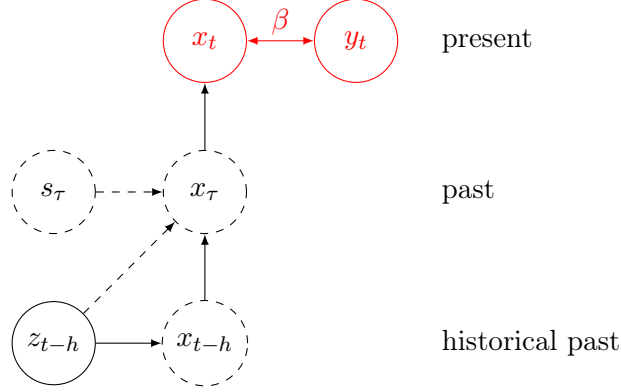 β
x_t y_t present
s_τ x_τ past
z_{t−h} x_{t−h} historical past